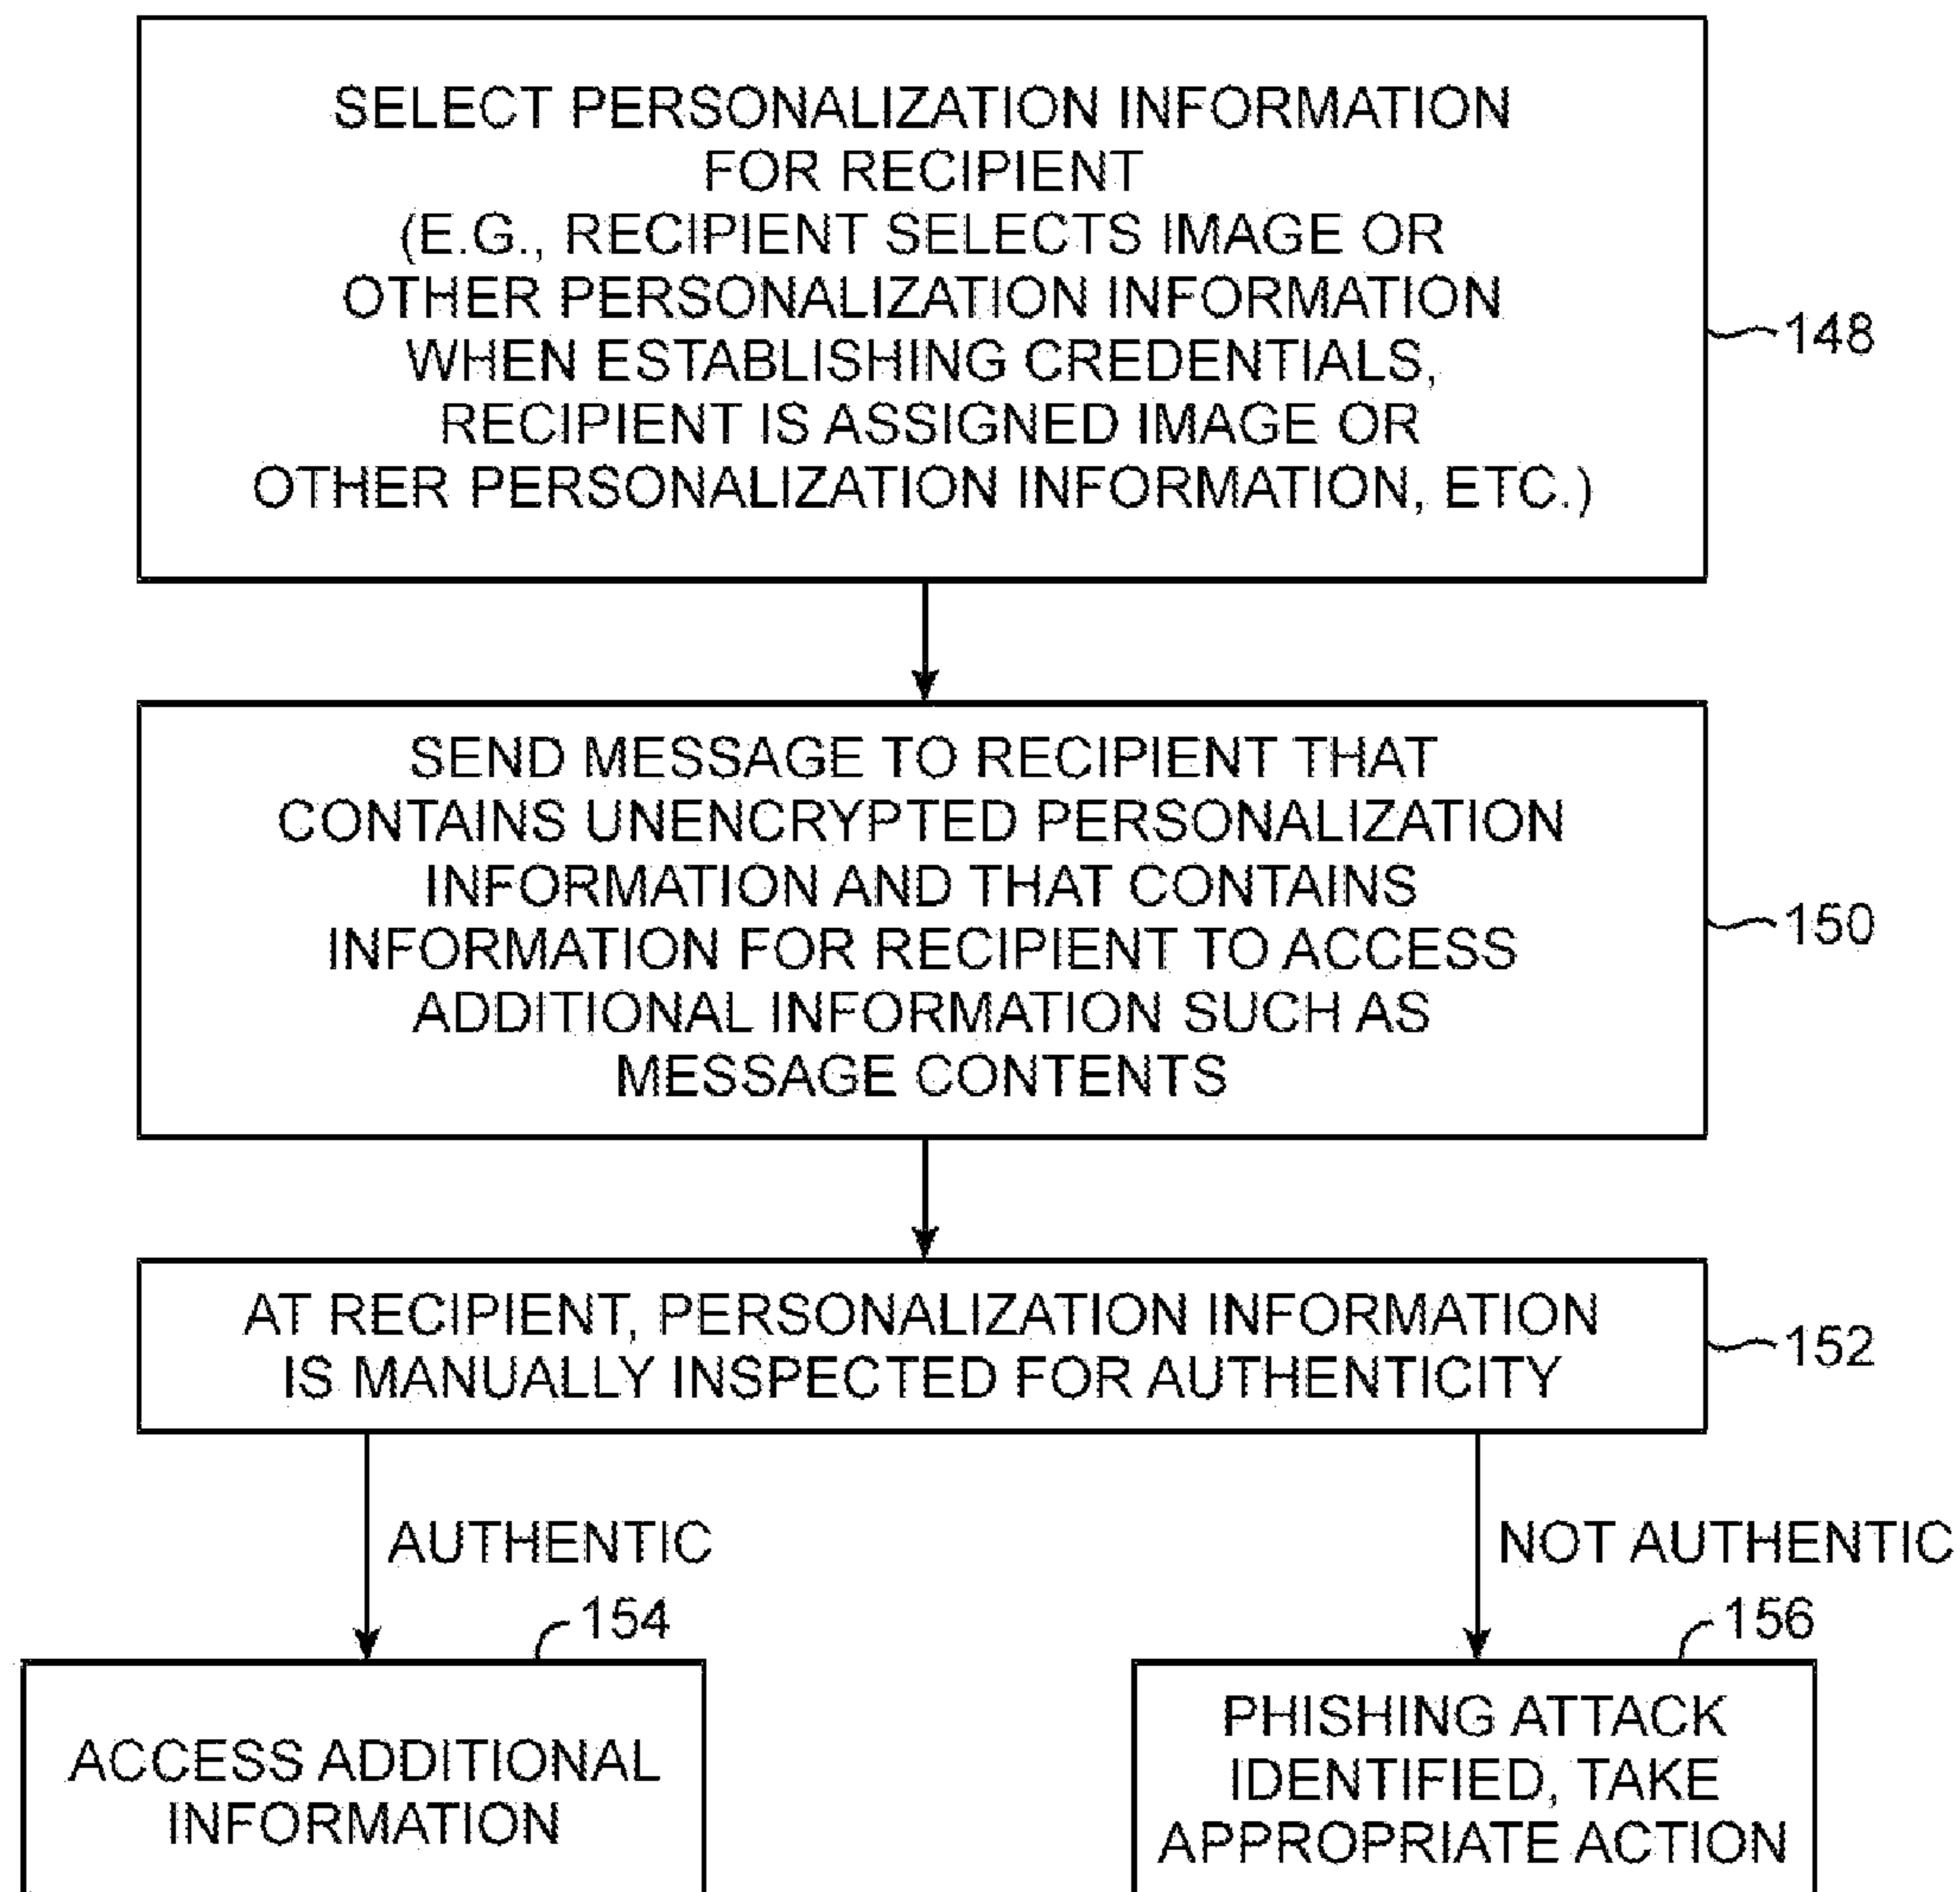 SELECT PERSONALIZATION INFORMATION
FOR RECIPIENT
(E.G., RECIPIENT SELECTS IMAGE OR
OTHER PERSONALIZATION INFORMATION
WHEN ESTABLISHING CREDENTIALS,
RECIPIENT IS ASSIGNED IMAGE OR
OTHER PERSONALIZATION INFORMATION, ETC.)
148
SEND MESSAGE TO RECIPIENT THAT
CONTAINS UNENCRYPTED PERSONALIZATION
INFORMATION AND THAT CONTAINS
INFORMATION FOR RECIPIENT TO ACCESS
ADDITIONAL INFORMATION SUCH AS
MESSAGE CONTENTS
150
AT RECIPIENT, PERSONALIZATION INFORMATION
IS MANUALLY INSPECTED FOR AUTHENTICITY
152
AUTHENTIC
NOT AUTHENTIC
154
ACCESS ADDITIONAL
INFORMATION
156
PHISHING ATTACK
IDENTIFIED, TAKE
APPROPRIATE ACTION